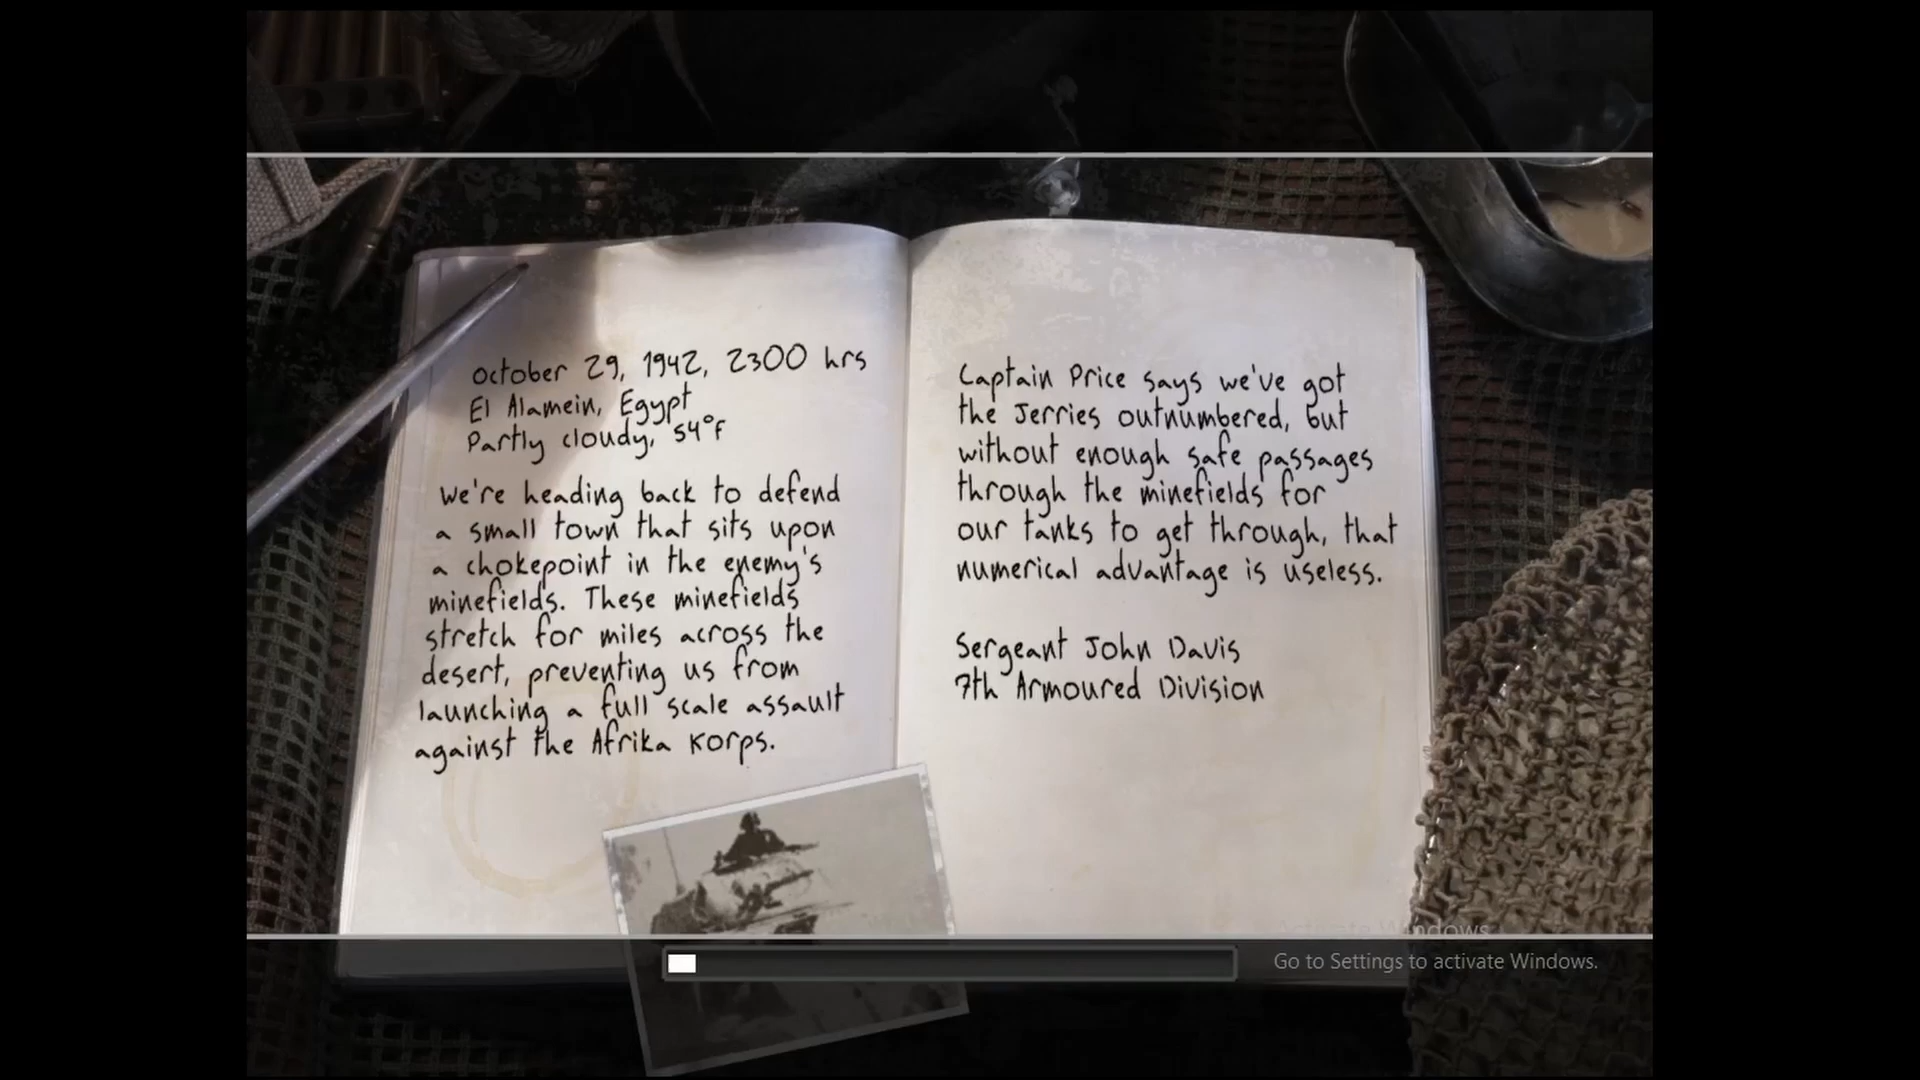 October 29, 1942, 2300 hrs
El Alamein, Egypt
Partly cloudy, 54°F
We're heading back to defend
a small town that sits upon
a chokepoint in the enemy's
minefields. These minefields
stretch for miles across the
desert, preventing us from
launching a full scale assault
against the Afrika Korps.
Captain Price says we've got
the Jerries outnumbered, but
without enough safe passages
through the minefields for
our tanks to get through, that
numerical advantage is useless.
Sergeant John Davis
7th Armoured Division
Activate Windows
Go to Settings to activate Windows.